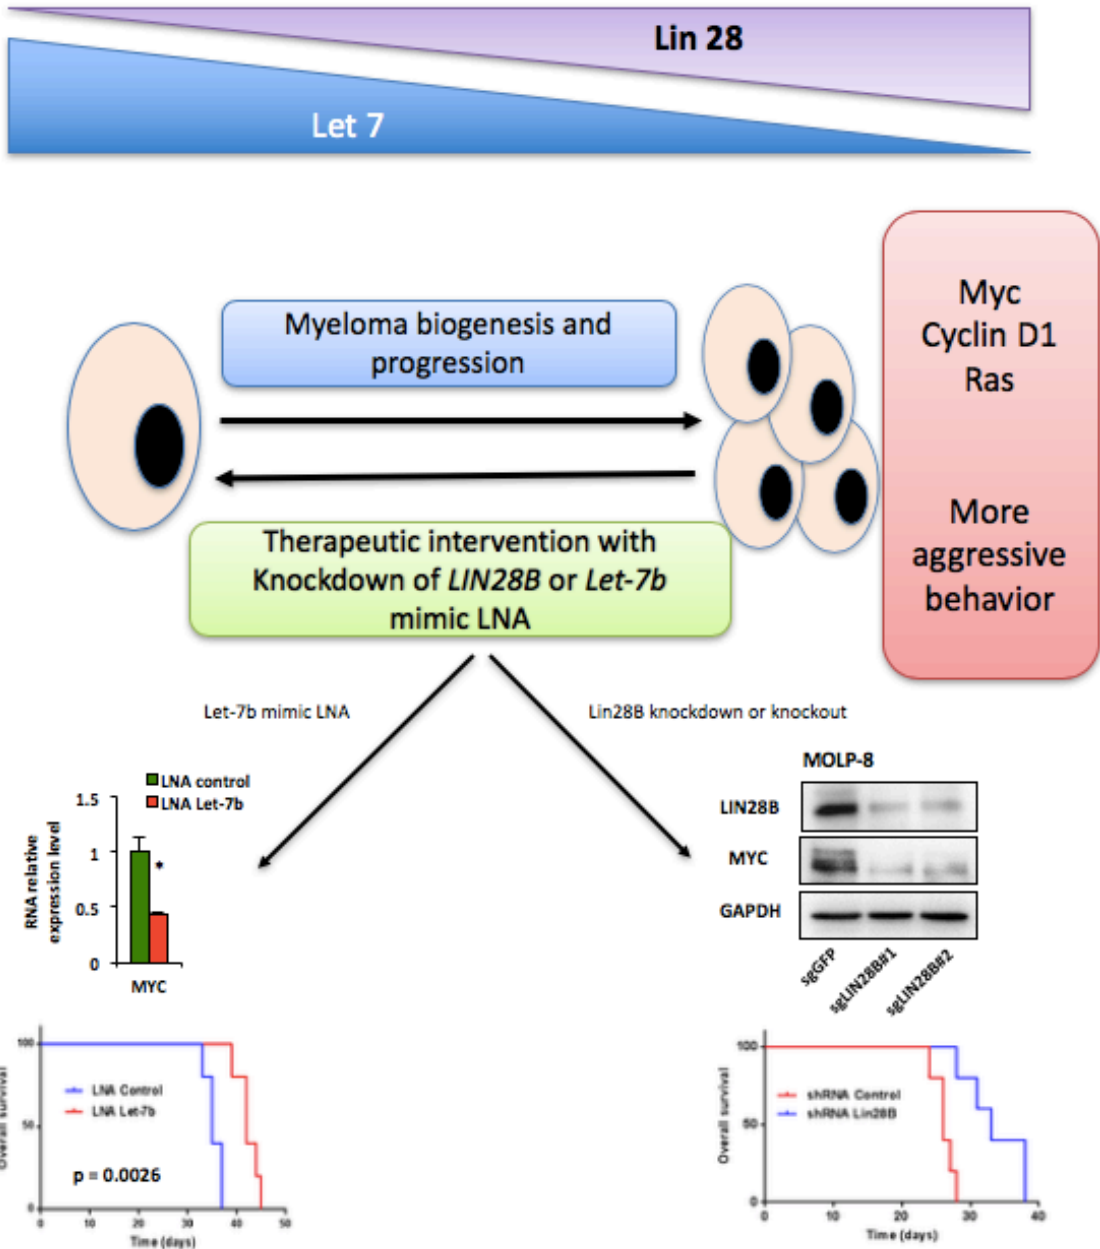 Lin 28
Let 7
Myeloma biogenesis and
progression
Myc
Cyclin D1
Ras
More
aggressive
behavior
Therapeutic intervention with
Knockdown of LIN28B or Let-7b
mimic LNA
Let-7b mimic LNA
Lin28B knockdown or knockout
LNA control
LNA Let-7b
RNA relative
expression level
1.5
1
0.5
0
*
MYC
MOLP-8
LIN28B
MYC
GAPDH
sgGFP
sgLIN28B#1
sgLIN28B#2
Overall survival
100
50
0
LNA Control
LNA Let-7b
p = 0.0026
0 10 20 30 40 50
Time (days)
Overall survival
100
50
0
shRNA Control
shRNA Lin28B
0 10 20 30 40
Time (days)